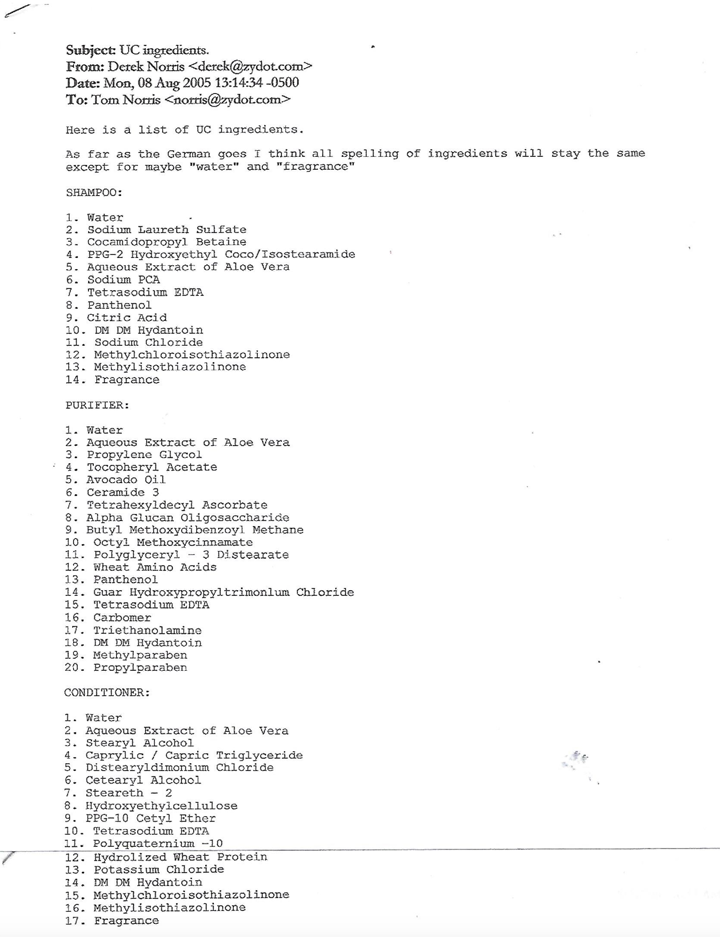 Subject: UC ingredients.
From: Derek Norris <derek@zydot.com>
Date: Mon, 08 Aug 2005 13:14:34 -0500
To: Tom Norris <norris@zydot.com>
Here is a list of UC ingredients.
As far as the German goes I think all spelling of ingredients will stay the same
except for maybe "water" and "fragrance"
SHAMPOO:
1. Water
2. Sodium Laureth Sulfate
3. Cocamidopropyl Betaine
4. PPG-2 Hydroxyethyl Coco/Isostearamide
5. Aqueous Extract of Aloe Vera
6. Sodium PCA
7. Tetrasodium EDTA
8. Panthenol
9. Citric Acid
10. DM DM Hydantoin
11. Sodium Chloride
12. Methylchloroisothiazolinone
13. Methylisothiazolinone
14. Fragrance
PURIFIER:
1. Water
2. Aqueous Extract of Aloe Vera
3. Propylene Glycol
4. Tocopheryl Acetate
5. Avocado Oil
6. Ceramide 3
7. Tetrahexyldecyl Ascorbate
8. Alpha Glucan Oligosaccharide
9. Butyl Methoxydibenzoyl Methane
10. Octyl Methoxycinnamate
11. Polyglyceryl - 3 Distearate
12. Wheat Amino Acids
13. Panthenol
14. Guar Hydroxypropyltrimonlum Chloride
15. Tetrasodium EDTA
16. Carbomer
17. Triethanolamine
18. DM DM Hydantoin
19. Methylparaben
20. Propylparaben
CONDITIONER:
1. Water
2. Aqueous Extract of Aloe Vera
3. Stearyl Alcohol
4. Caprylic / Capric Triglyceride
5. Distearyldimonium Chloride
6. Cetearyl Alcohol
7. Steareth - 2
8. Hydroxyethylcellulose
9. PPG-10 Cetyl Ether
10. Tetrasodium EDTA
11. Polyquaternium -10
12. Hydrolized Wheat Protein
13. Potassium Chloride
14. DM DM Hydantoin
15. Methylchloroisothiazolinone
16. Methylisothiazolinone
17. Fragrance